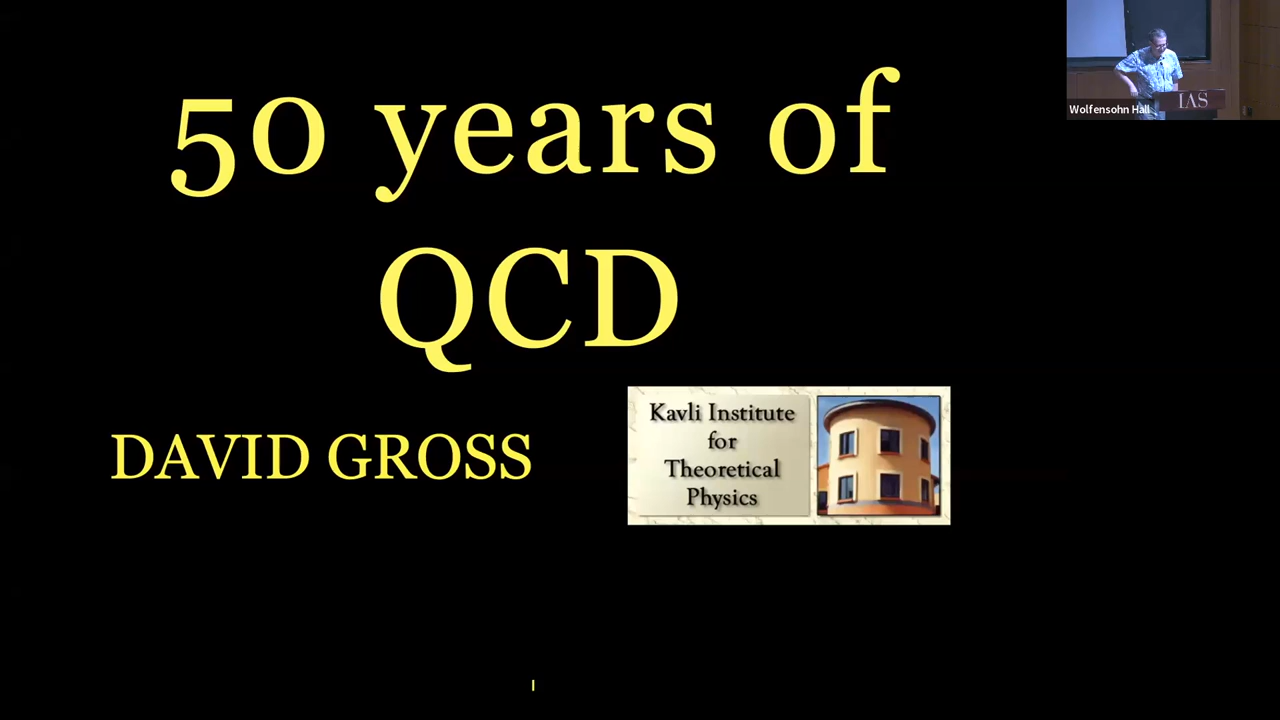 50 years of
QCD
DAVID GROSS
Kavli Institute
for
Theoretical
Physics
Wolfensohn Hall
IAS
I